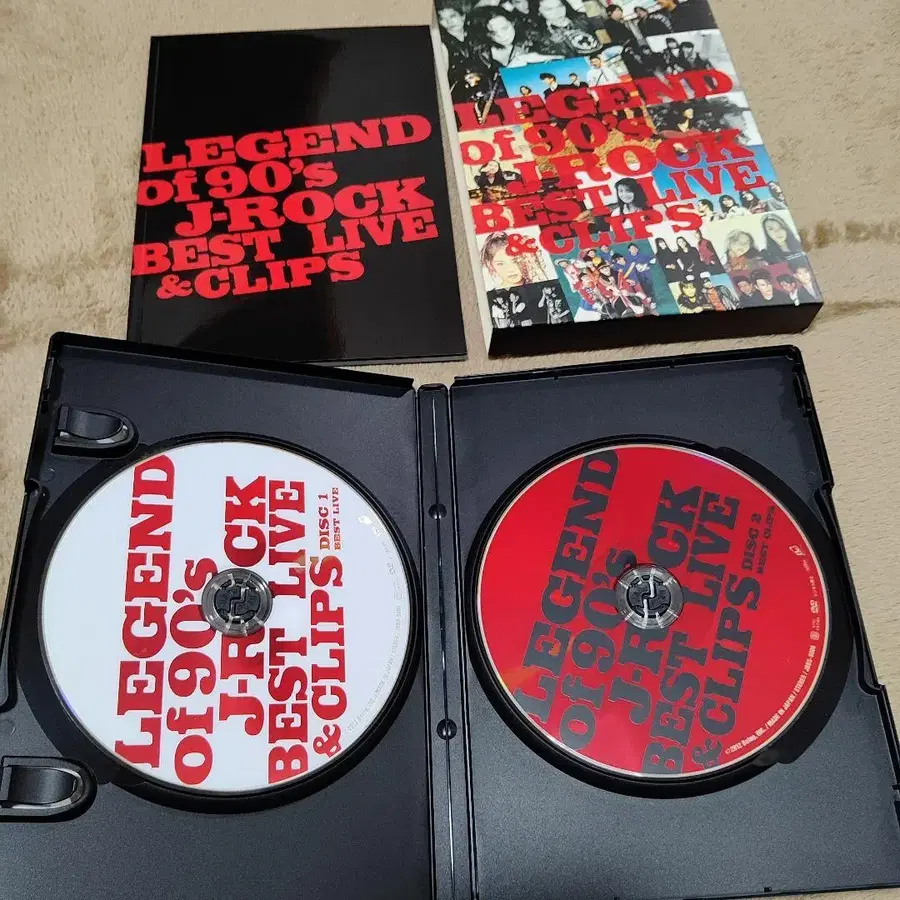 LEGEND
of 90's
J-ROCK
BEST LIVE
& CLIPS
LEGEND
of 90's
J-ROCK
BEST LIVE
& CLIPS
LEGEND
of 90's
J-ROCK
BEST LIVE
& CLIPS
DISC 1
BEST LIVE
LEGEND
of 90's
J-ROCK
BEST LIVE
& CLIPS
DISC 2
BEST CLIPS